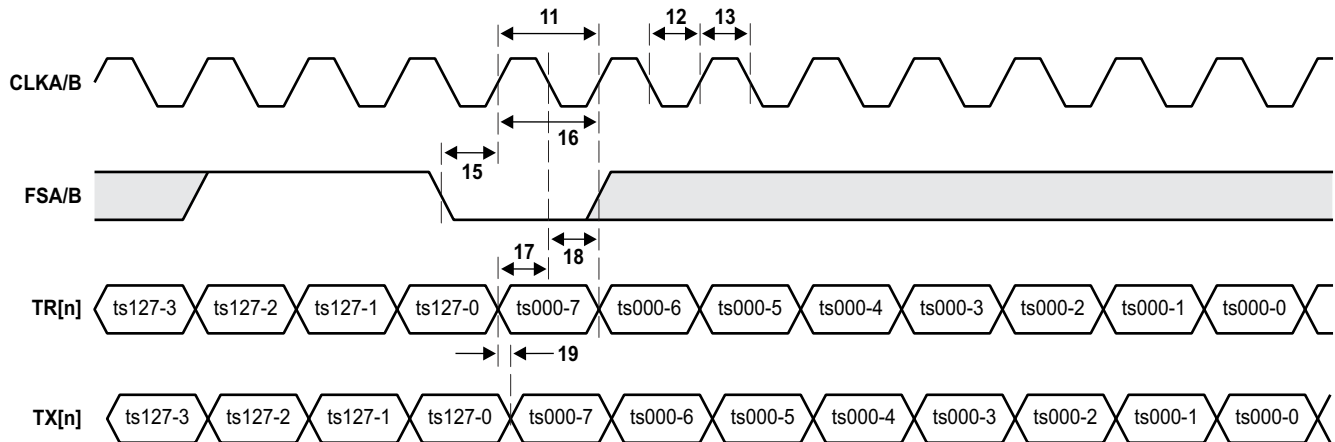 11 12 13
CLKA/B
16
15
FSA/B
17 18
TR[n] ts127-3 ts127-2 ts127-1 ts127-0 ts000-7 ts000-6 ts000-5 ts000-4 ts000-3 ts000-2 ts000-1 ts000-0
19
TX[n] ts127-3 ts127-2 ts127-1 ts127-0 ts000-7 ts000-6 ts000-5 ts000-4 ts000-3 ts000-2 ts000-1 ts000-0